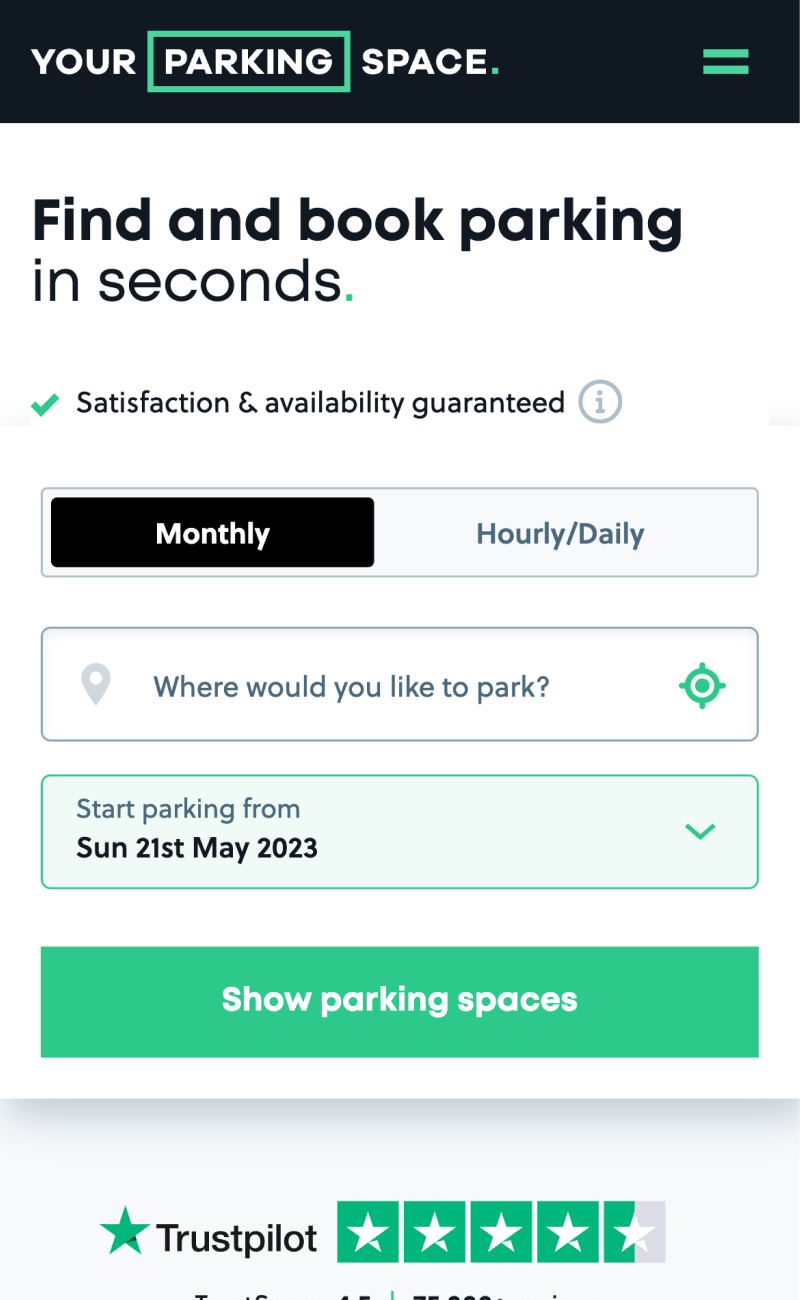 YOUR PARKING SPACE.
Find and book parking
in seconds.
Satisfaction & availability guaranteed
Monthly
Hourly/Daily
Where would you like to park?
Start parking from
Sun 21st May 2023
Show parking spaces
Trustpilot